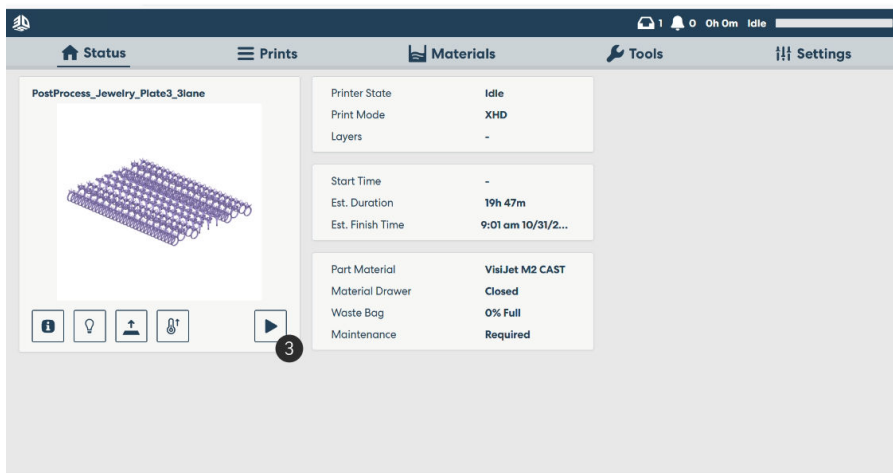 1 0 0h 0m Idle
Status Prints Materials Tools Settings
PostProcess_Jewelry_Plate3_3lane
3
Printer State Idle
Print Mode XHD
Layers -
Start Time -
Est. Duration 19h 47m
Est. Finish Time 9:01 am 10/31/2...
Part Material VisiJet M2 CAST
Material Drawer Closed
Waste Bag 0% Full
Maintenance Required